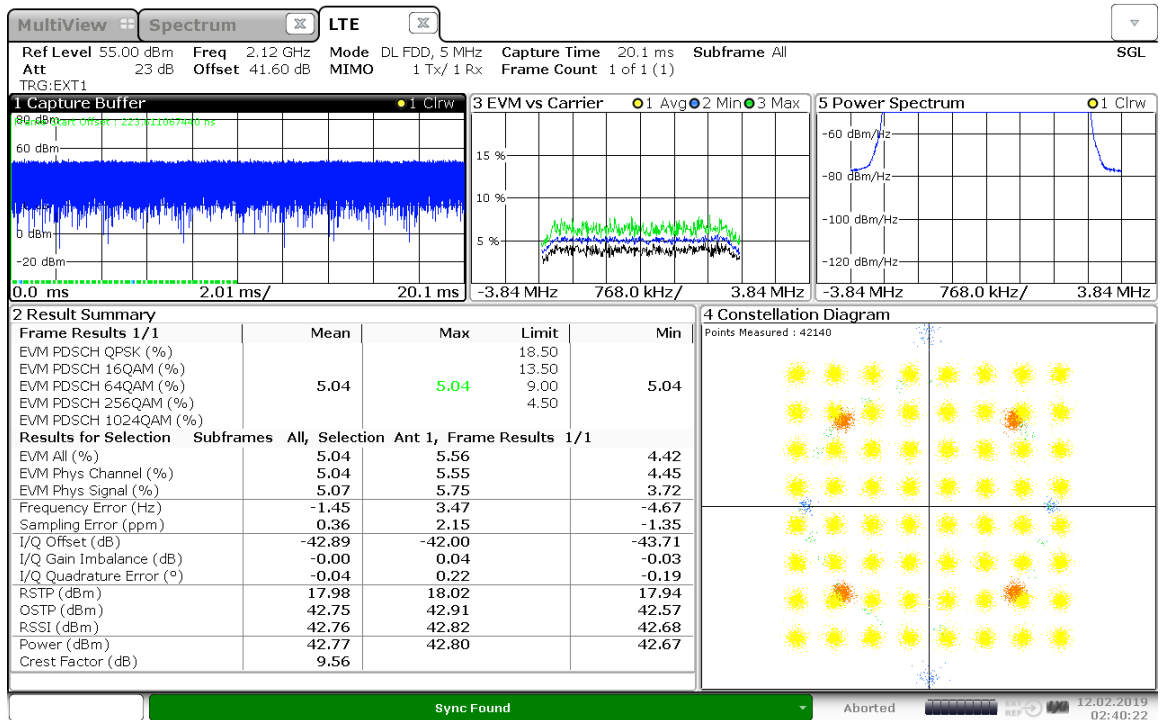 MultiView Spectrum LTE
Ref Level 55.00 dBm Freq 2.12 GHz Mode DL FDD, 5 MHz Capture Time 20.1 ms Subframe All SGL
Att 23 dB Offset 41.60 dB MIMO 1 Tx/ 1 Rx Frame Count 1 of 1 (1)
TRG:EXT1
1 Capture Buffer 1 Clrw
80 dBm
Frame Start Offset : 223.611067440 ns
60 dBm
0 dBm
-20 dBm
0.0 ms 2.01 ms/ 20.1 ms
3 EVM vs Carrier 1 Avg 2 Min 3 Max
15 %
10 %
5 %
-3.84 MHz 768.0 kHz/ 3.84 MHz
5 Power Spectrum 1 Clrw
-60 dBm/Hz
-80 dBm/Hz
-100 dBm/Hz
-120 dBm/Hz
-3.84 MHz 768.0 kHz/ 3.84 MHz
2 Result Summary
Frame Results 1/1 Mean Max Limit Min
EVM PDSCH QPSK (%) 18.50
EVM PDSCH 16QAM (%) 13.50
EVM PDSCH 64QAM (%) 5.04 5.04 9.00 5.04
EVM PDSCH 256QAM (%) 4.50
EVM PDSCH 1024QAM (%)
Results for Selection Subframes All, Selection Ant 1, Frame Results 1/1
EVM All (%) 5.04 5.56 4.42
EVM Phys Channel (%) 5.04 5.55 4.45
EVM Phys Signal (%) 5.07 5.75 3.72
Frequency Error (Hz) -1.45 3.47 -4.67
Sampling Error (ppm) 0.36 2.15 -1.35
I/Q Offset (dB) -42.89 -42.00 -43.71
I/Q Gain Imbalance (dB) -0.00 0.04 -0.03
I/Q Quadrature Error (°) -0.04 0.22 -0.19
RSTP (dBm) 17.98 18.02 17.94
OSTP (dBm) 42.75 42.91 42.57
RSSI (dBm) 42.76 42.82 42.68
Power (dBm) 42.77 42.80 42.67
Crest Factor (dB) 9.56
4 Constellation Diagram
Points Measured : 42140
Sync Found
Aborted
12.02.2019
02:40:22